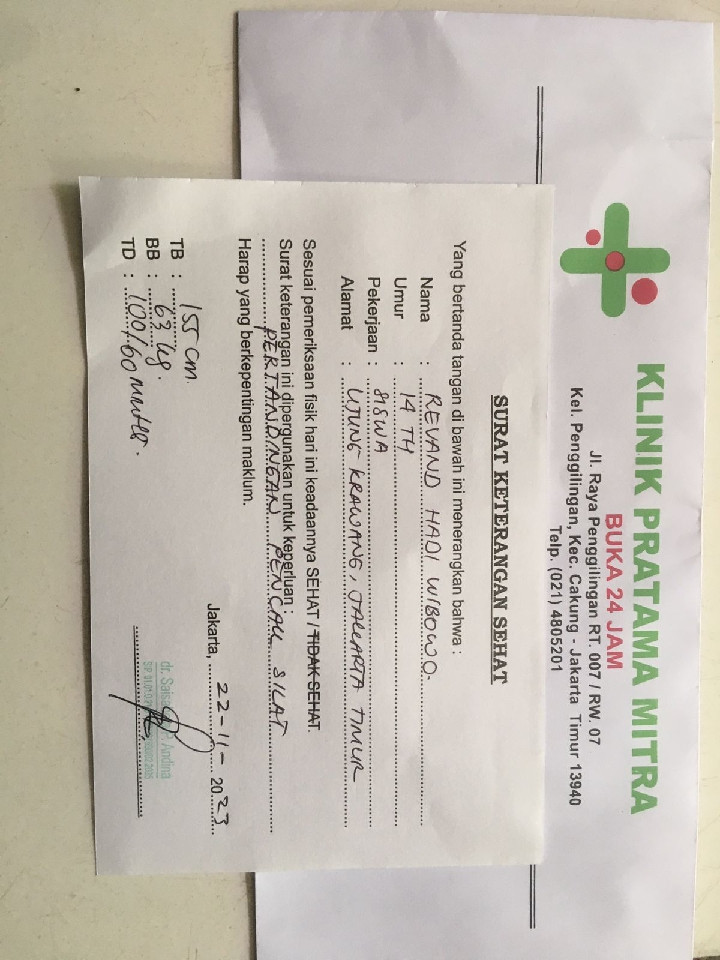 KLINIK PRATAMA MITRA
BUKA 24 JAM
Jl. Raya Penggilingan RT. 007 / RW. 07
Kel. Penggilingan, Kec. Cakung - Jakarta Timur 13940
Telp. (021) 4805201
SURAT KETERANGAN SEHAT
Yang bertanda tangan di bawah ini menerangkan bahwa :
Nama : REVAND HADI WIBOWO.
Umur : 14 TH
Pekerjaan : SISWA
Alamat : UJUNG KRAWANG, JAKARTA TIMUR
Sesuai pemeriksaan fisik hari ini keadaannya SEHAT / TIDAK SEHAT.
Surat keterangan ini dipergunakan untuk keperluan :
PERTANDINGAN PENCAK SILAT
Harap yang berkepentingan maklum.
Jakarta, 22-11- 2023
TB : 155 cm.
BB : 63 kg.
TD : 100/60
dr. Andina